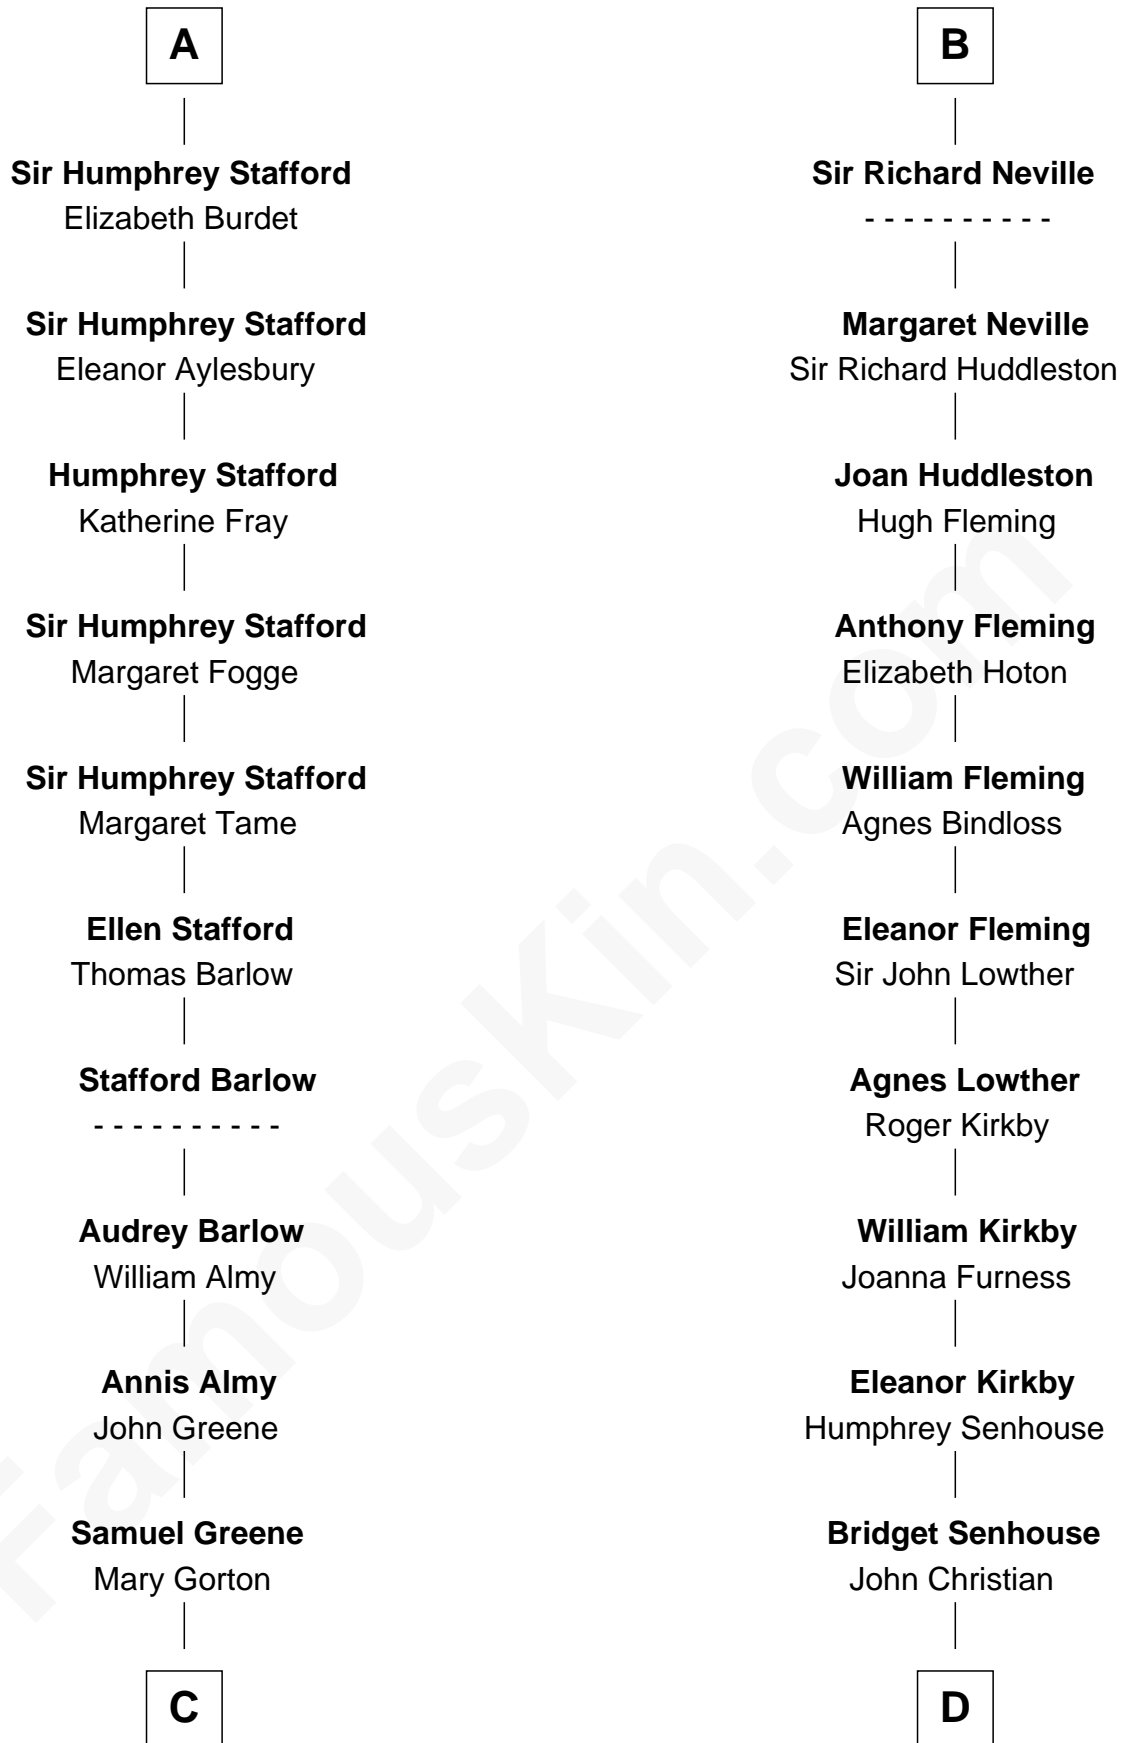 A
Sir Humphrey Stafford
Elizabeth Burdet
Sir Humphrey Stafford
Eleanor Aylesbury
Humphrey Stafford
Katherine Fray
Sir Humphrey Stafford
Margaret Fogge
Sir Humphrey Stafford
Margaret Tame
Ellen Stafford
Thomas Barlow
Stafford Barlow
- - - - - - - - - -
Audrey Barlow
William Almy
Annis Almy
John Greene
Samuel Greene
Mary Gorton
C
B
Sir Richard Neville
- - - - - - - - - -
Margaret Neville
Sir Richard Huddleston
Joan Huddleston
Hugh Fleming
Anthony Fleming
Elizabeth Hoton
William Fleming
Agnes Bindloss
Eleanor Fleming
Sir John Lowther
Agnes Lowther
Roger Kirkby
William Kirkby
Joanna Furness
Eleanor Kirkby
Humphrey Senhouse
Bridget Senhouse
John Christian
D
FamousKin.com